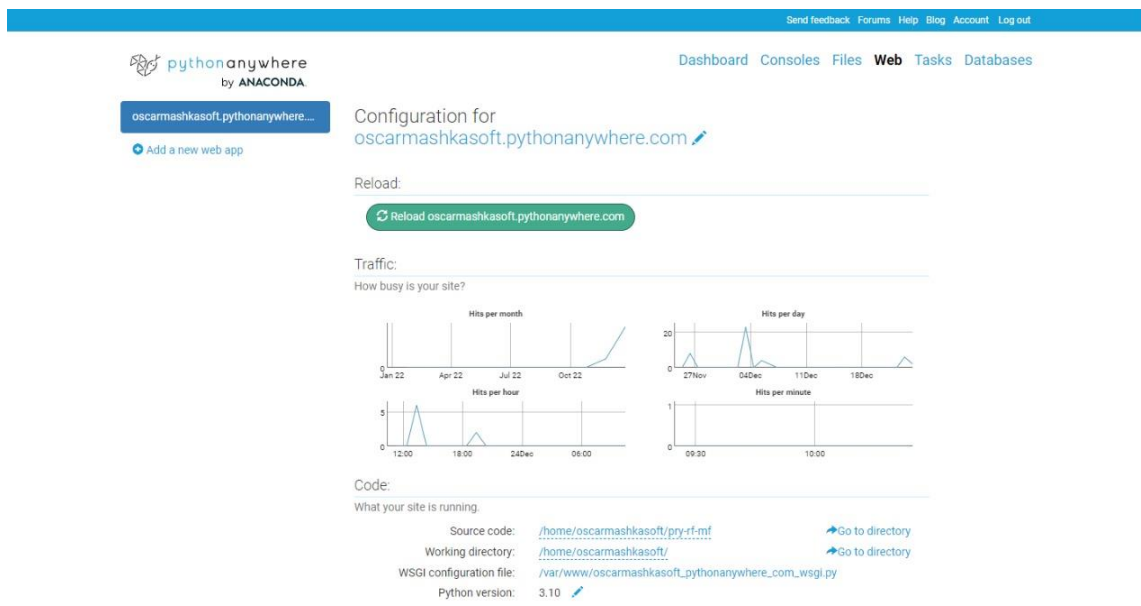 Send feedback Forums Help Blog Account Log out
pythonanywhere
by ANACONDA.
Dashboard Consoles Files Web Tasks Databases
oscarmashkasoft.pythonanywhere....
Add a new web app
Configuration for
oscarmashkasoft.pythonanywhere.com
Reload:
Reload oscarmashkasoft.pythonanywhere.com
Traffic:
How busy is your site?
Hits per month
0
Jan 22 Apr 22 Jul 22 Oct 22
Hits per day
20
0
27Nov 04Dec 11Dec 18Dec
Hits per hour
5
0
12:00 18:00 24Dec 06:00
Hits per minute
1
0
09:30 10:00
Code:
What your site is running.
Source code: /home/oscarmashkasoft/pry-rf-mf Go to directory
Working directory: /home/oscarmashkasoft/ Go to directory
WSGI configuration file: /var/www/oscarmashkasoft_pythonanywhere_com_wsgi.py
Python version: 3.10